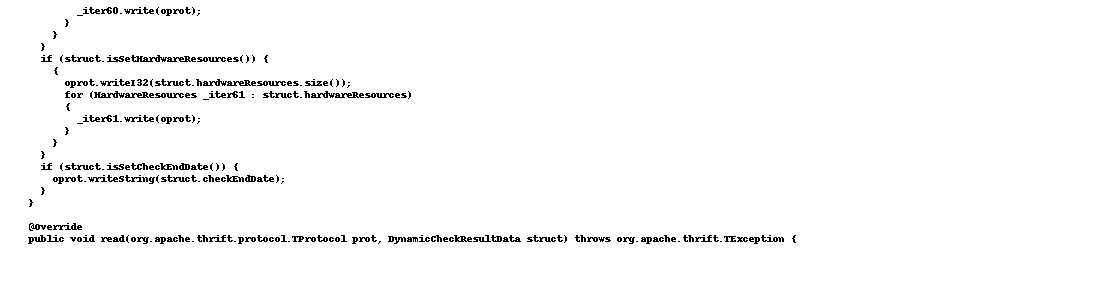 _iter60.write(oprot);
      }
    }
  }
  if (struct.isSetHardwareResources()) {
    {
      oprot.writeI32(struct.hardwareResources.size());
      for (HardwareResources _iter61 : struct.hardwareResources)
      {
        _iter61.write(oprot);
      }
    }
  }
  if (struct.isSetCheckEndDate()) {
    oprot.writeString(struct.checkEndDate);
  }
}

@Override
public void read(org.apache.thrift.protocol.TProtocol prot, DynamicCheckResultData struct) throws org.apache.thrift.TException {